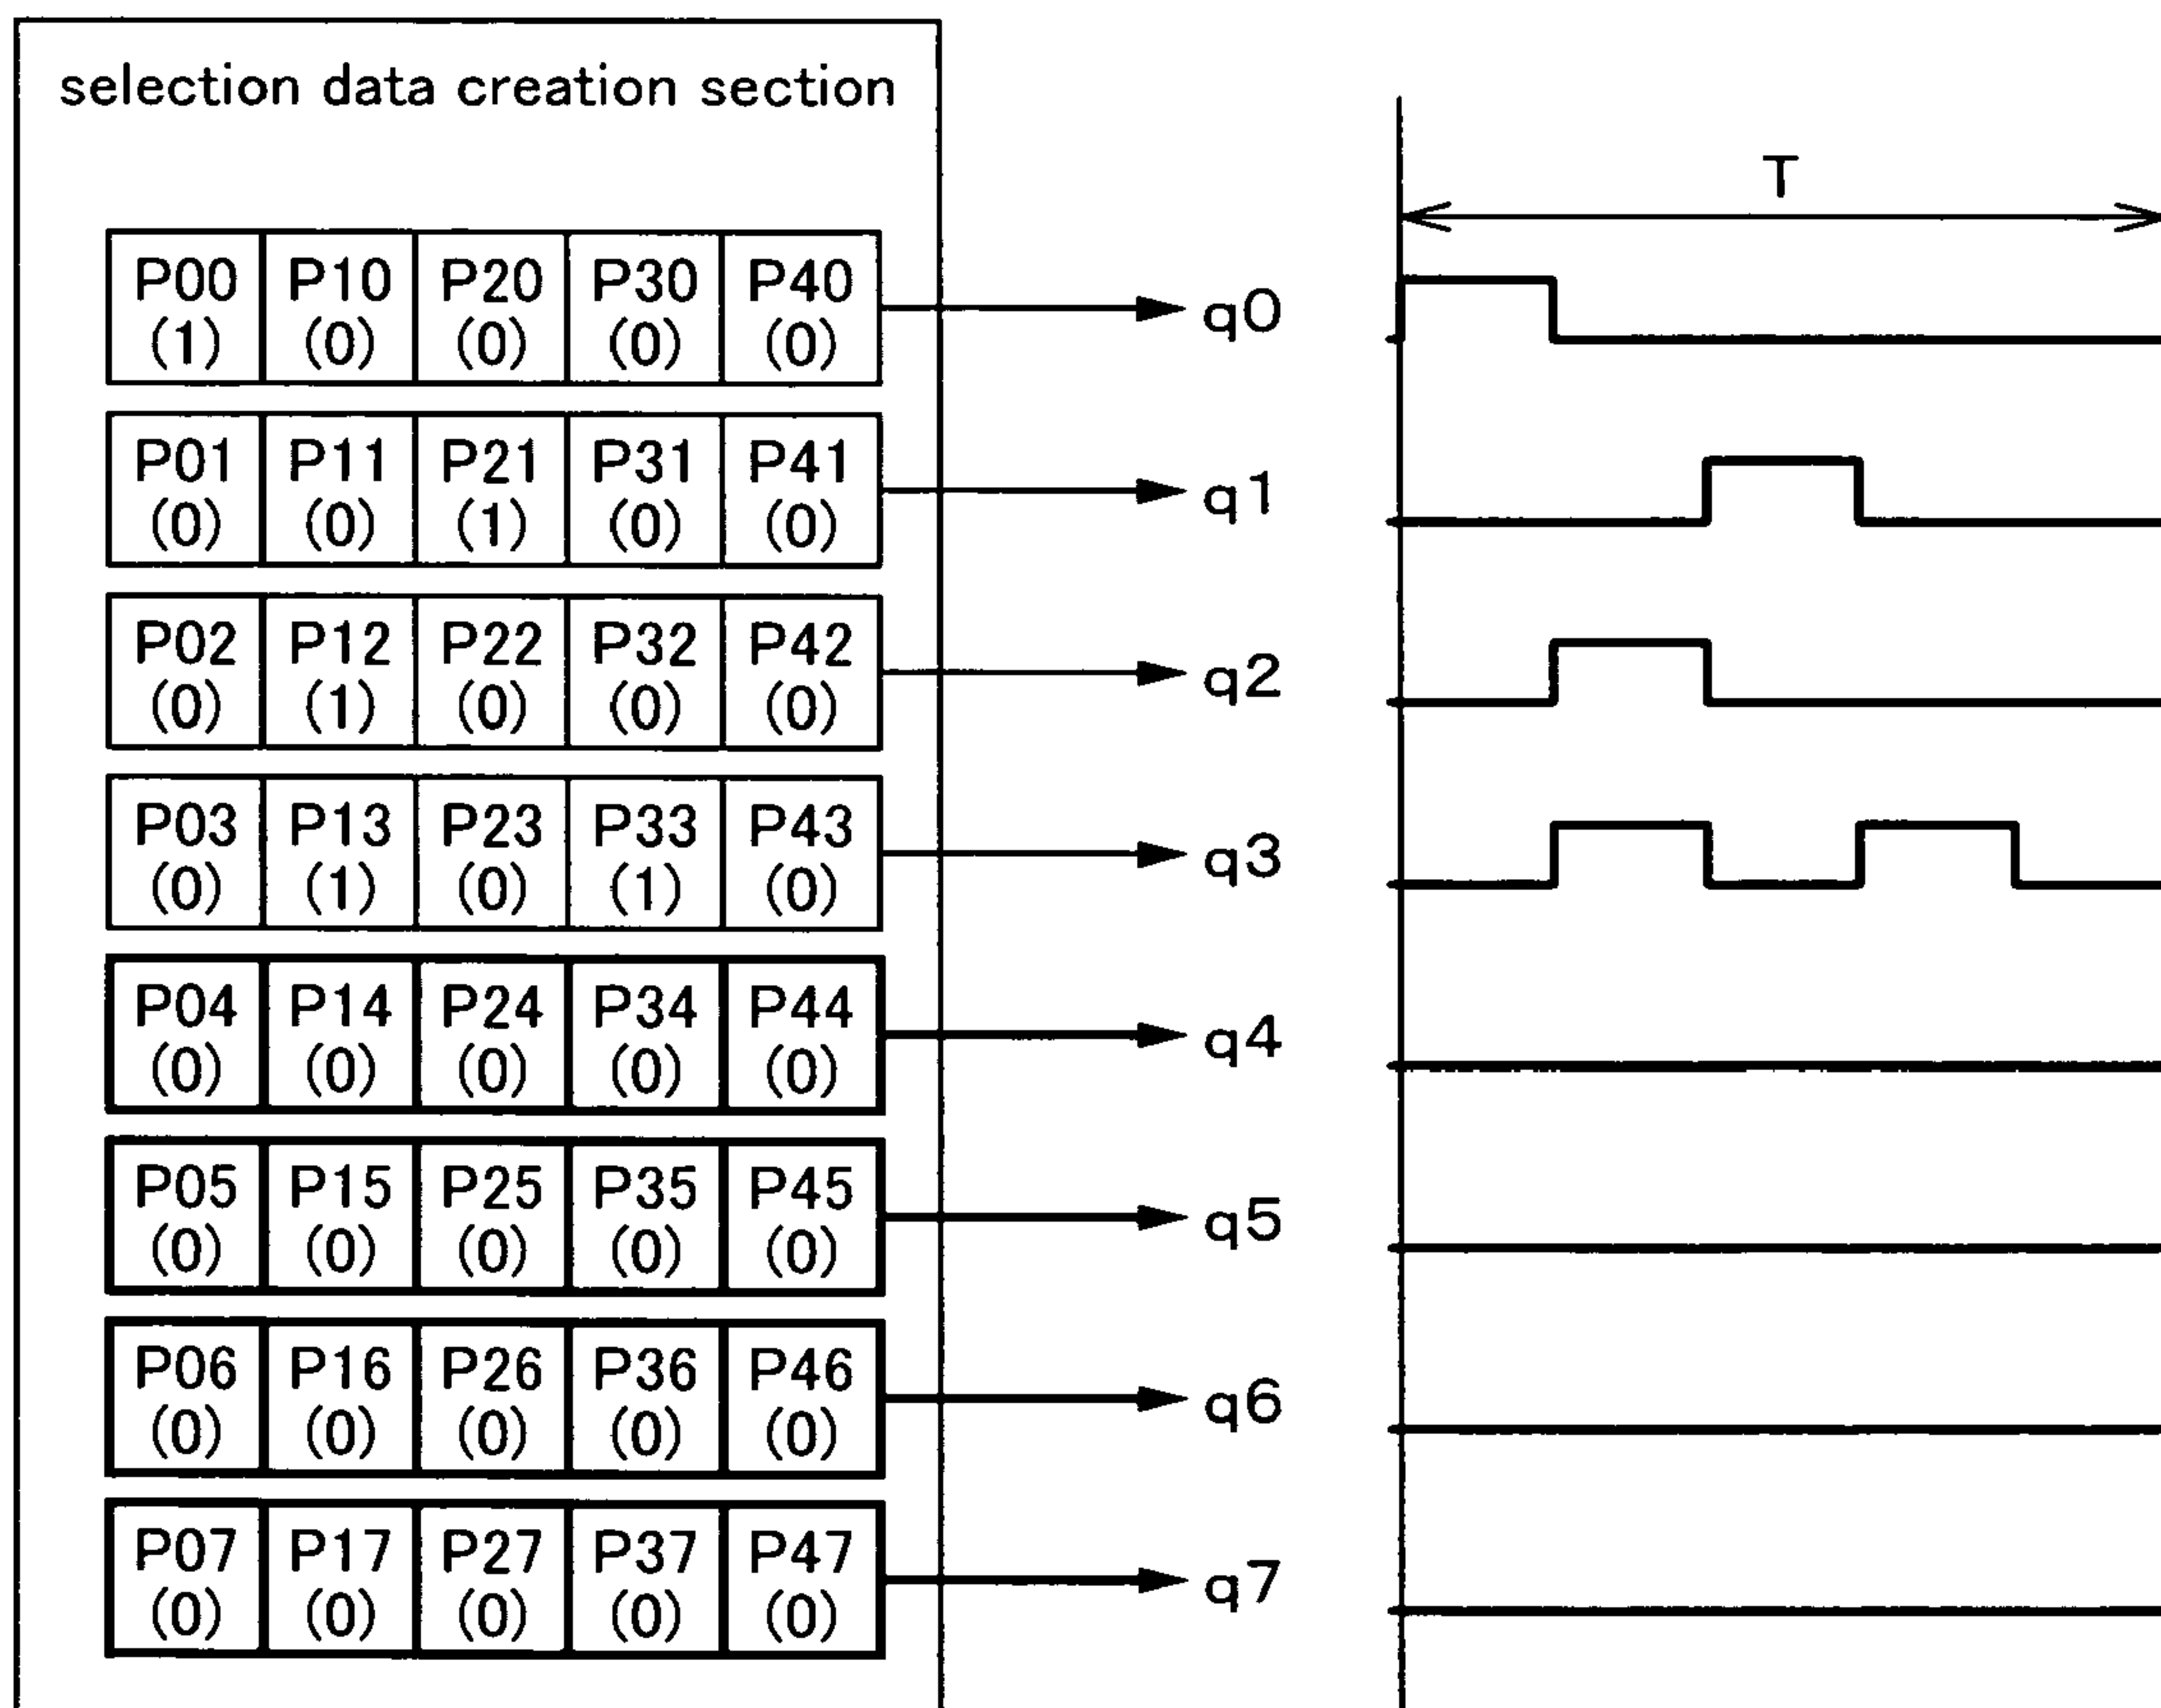 selection data creation section
T
P00 P10 P20 P30 P40
(1) (0) (0) (0) (0)
q0
P01 P11 P21 P31 P41
(0) (0) (1) (0) (0)
q1
P02 P12 P22 P32 P42
(0) (1) (0) (0) (0)
q2
P03 P13 P23 P33 P43
(0) (1) (0) (1) (0)
q3
P04 P14 P24 P34 P44
(0) (0) (0) (0) (0)
q4
P05 P15 P25 P35 P45
(0) (0) (0) (0) (0)
q5
P06 P16 P26 P36 P46
(0) (0) (0) (0) (0)
q6
P07 P17 P27 P37 P47
(0) (0) (0) (0) (0)
q7